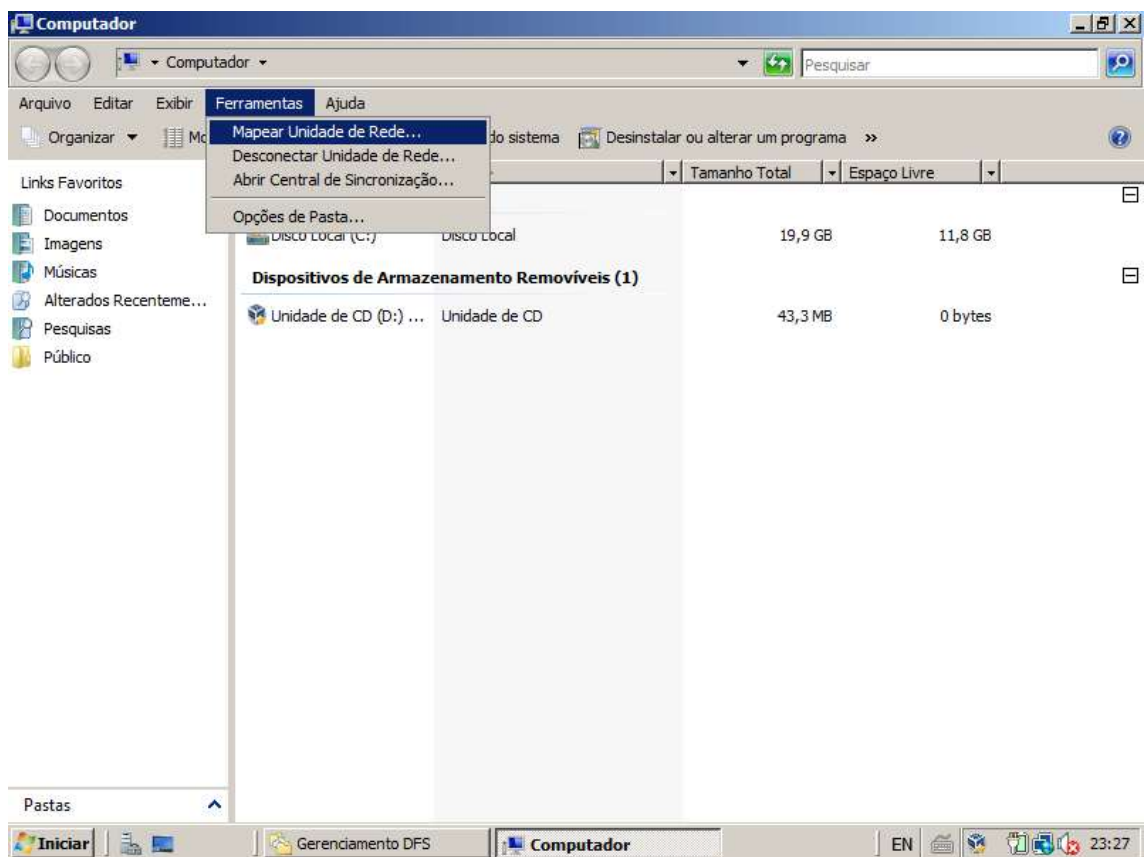 Computador
Computador
Pesquisar
Arquivo Editar Exibir Ferramentas Ajuda
Organizar do sistema Desinstalar ou alterar um programa »
Mapear Unidade de Rede...
Desconectar Unidade de Rede...
Abrir Central de Sincronização...
Opções de Pasta...
Tamanho Total Espaço Livre
Links Favoritos
Documentos
Imagens
Músicas
Alterados Recenteme...
Pesquisas
Público
Disco Local (C:) Disco Local 19,9 GB 11,8 GB
Dispositivos de Armazenamento Removíveis (1)
Unidade de CD (D:) ... Unidade de CD 43,3 MB 0 bytes
Pastas
Iniciar Gerenciamento DFS Computador EN 23:27